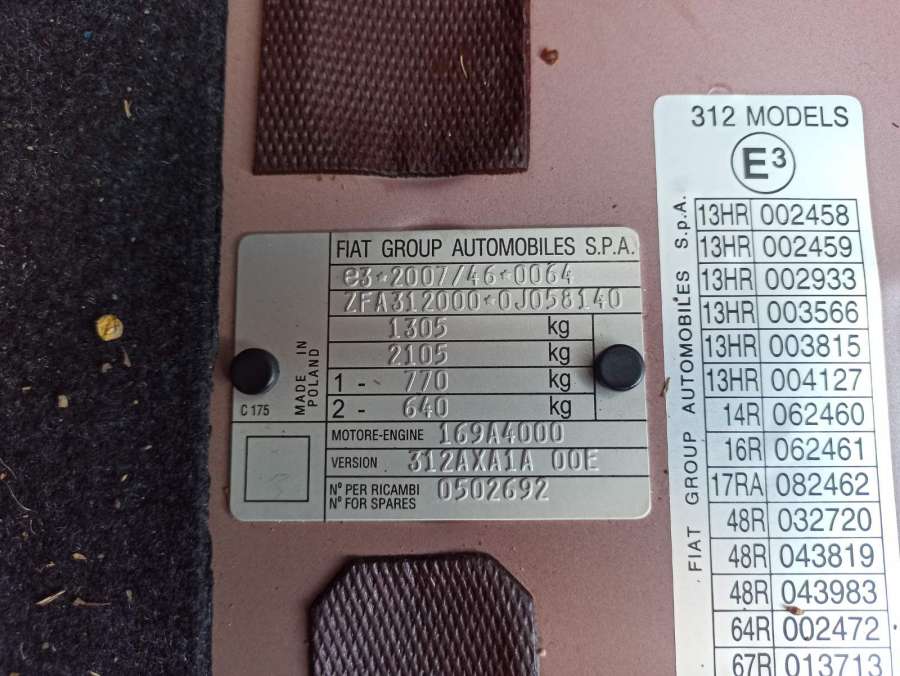 FIAT GROUP AUTOMOBILES S.P.A.
e3*2007/46*0064
ZFA312000*0J058140
1305 kg
2105 kg
1 - 770 kg
2 - 640 kg
MADE IN
POLAND
C 175
MOTORE-ENGINE 169A4000
VERSION 312AXA1A 00E
N° PER RICAMBI
N° FOR SPARES 0502692
312 MODELS
E3
FIAT GROUP AUTOMOBILES S.p.A.
13HR 002458
13HR 002459
13HR 002933
13HR 003566
13HR 003815
13HR 004127
14R 062460
16R 062461
17RA 082462
48R 032720
48R 043819
48R 043983
64R 002472
67R 013713